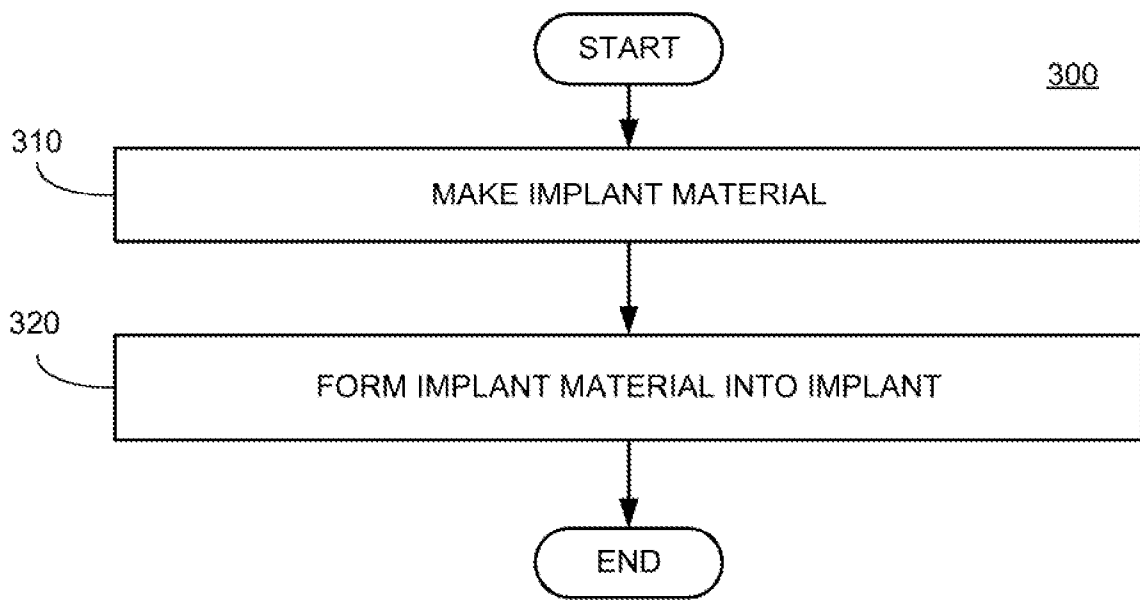 START
300
310
MAKE IMPLANT MATERIAL
320
FORM IMPLANT MATERIAL INTO IMPLANT
END